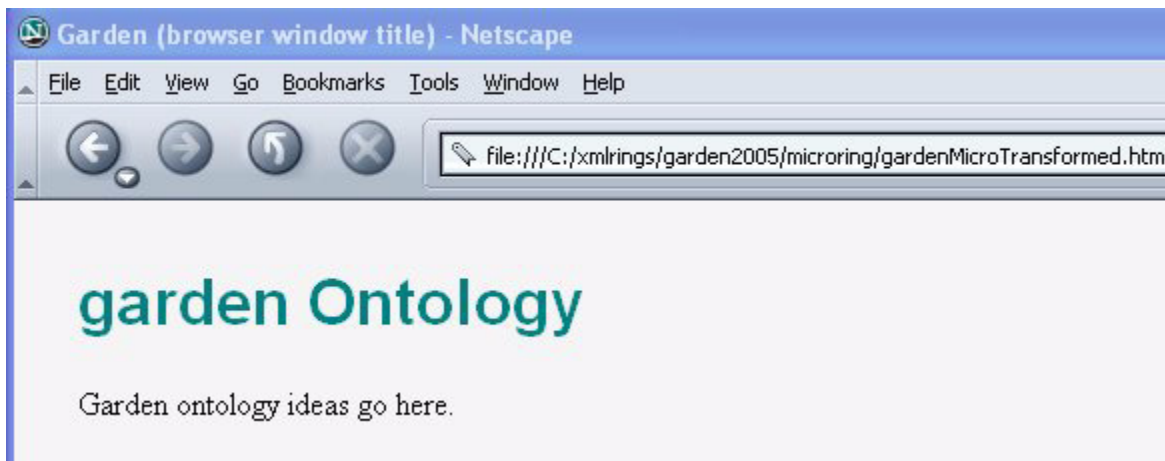 Garden (browser window title) - Netscape
File Edit View Go Bookmarks Tools Window Help
file:///C:/xmlrings/garden2005/microring/gardenMicroTransformed.htm
garden Ontology
Garden ontology ideas go here.